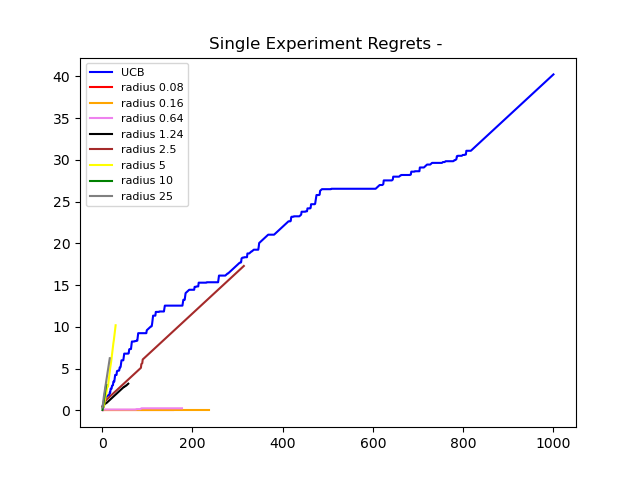 Single Experiment Regrets -
UCB
radius 0.08
radius 0.16
radius 0.64
radius 1.24
radius 2.5
radius 5
radius 10
radius 25
40
35
30
25
20
15
10
5
0
0 200 400 600 800 1000